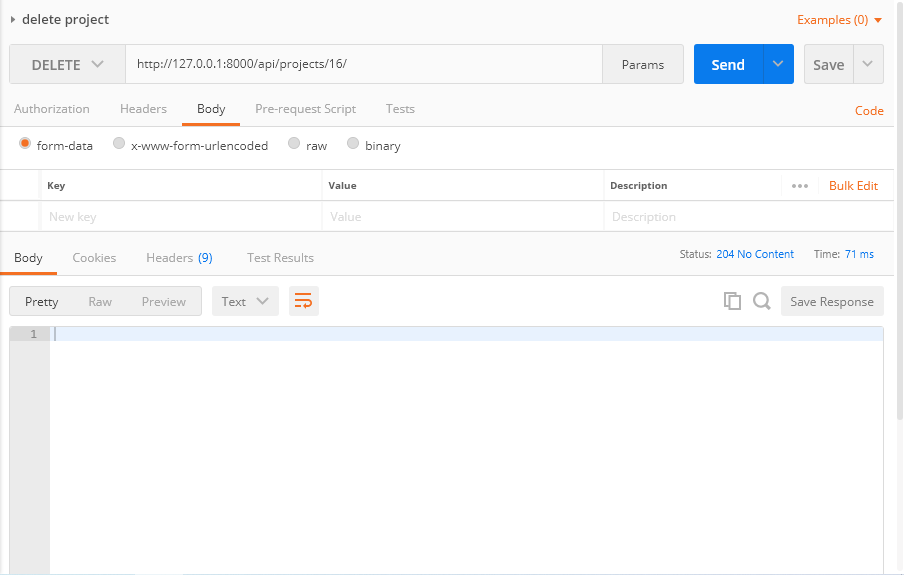 delete project Examples (0)
DELETE http://127.0.0.1:8000/api/projects/16/ Params Send Save
Authorization Headers Body Pre-request Script Tests Code
form-data x-www-form-urlencoded raw binary
Key Value Description ••• Bulk Edit
New key Value Description
Body Cookies Headers (9) Test Results Status: 204 No Content Time: 71 ms
Pretty Raw Preview Text Save Response
1